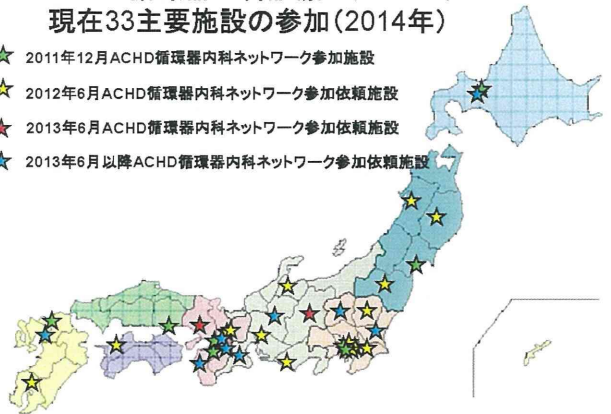 現在33主要施設の参加(2014年)
2011年12月ACHD循環器内科ネットワーク参加施設
2012年6月ACHD循環器内科ネットワーク参加依頼施設
2013年6月ACHD循環器内科ネットワーク参加依頼施設
2013年6月以降ACHD循環器内科ネットワーク参加依頼施設